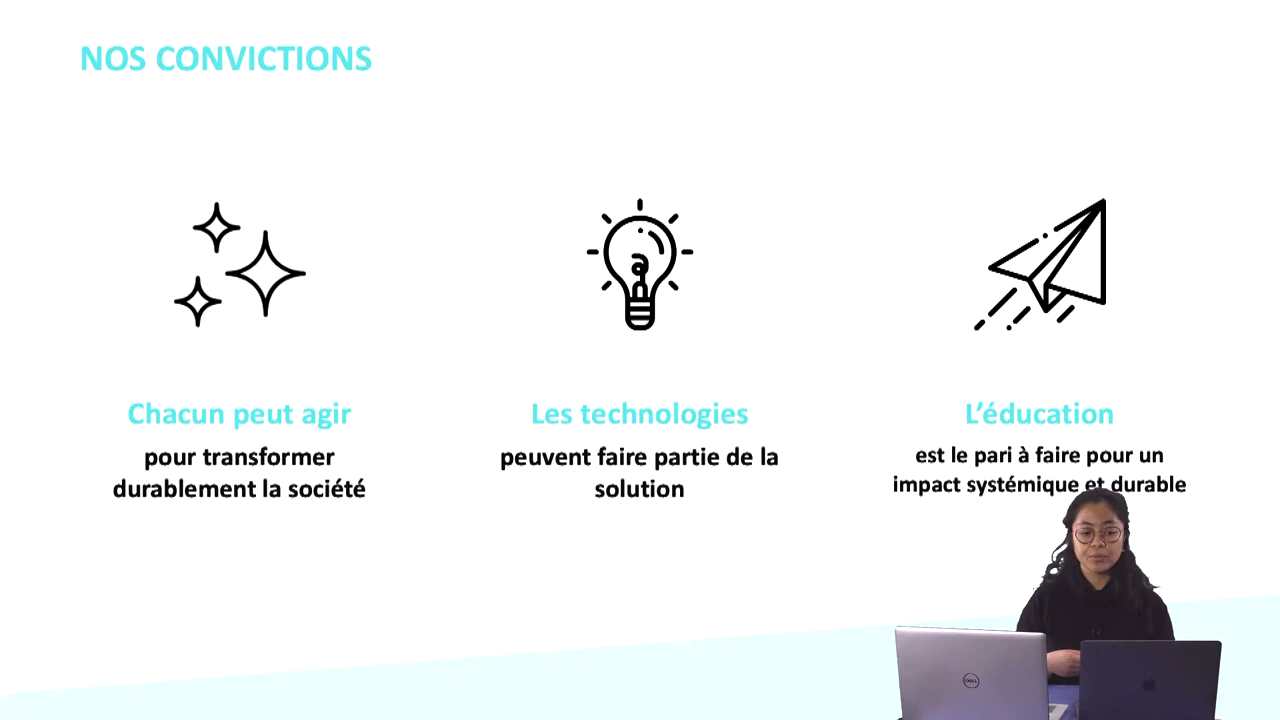 NOS CONVICTIONS
Chacun peut agir
pour transformer
durablement la société
Les technologies
peuvent faire partie de la
solution
L’éducation
est le pari à faire pour un
impact systémique et durable
DELL